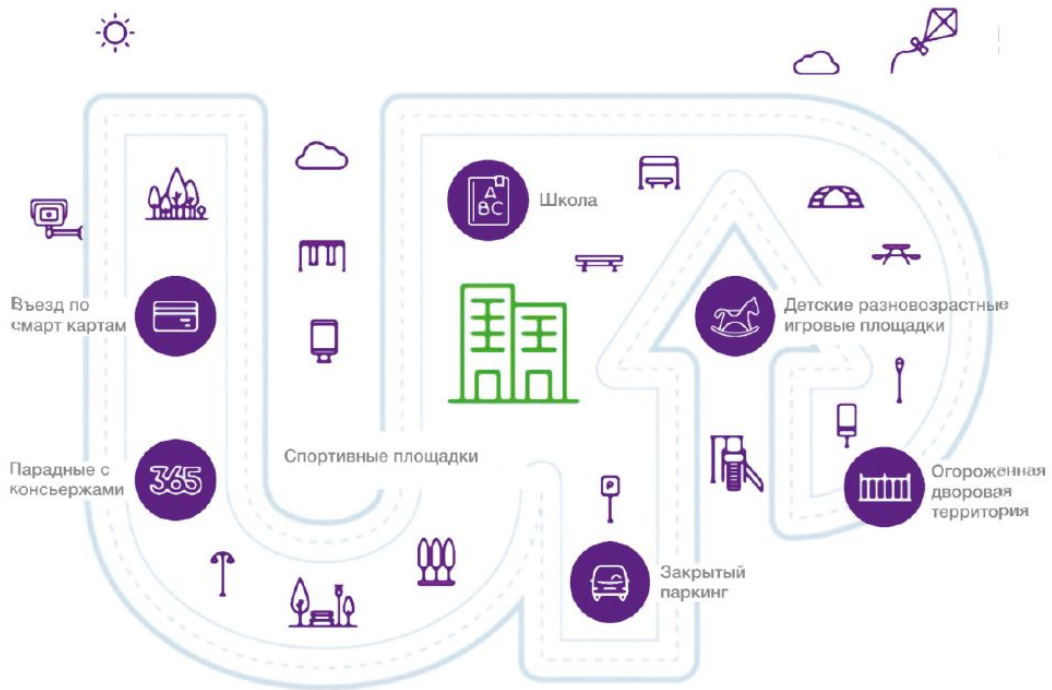 A
BC
Школа
Въезд по
смарт картам
Детские разновозрастные
игровые площадки
Парадные с
консьержами
365
Спортивные площадки
P
Огороженная
дворовая
территория
Закрытый
паркинг